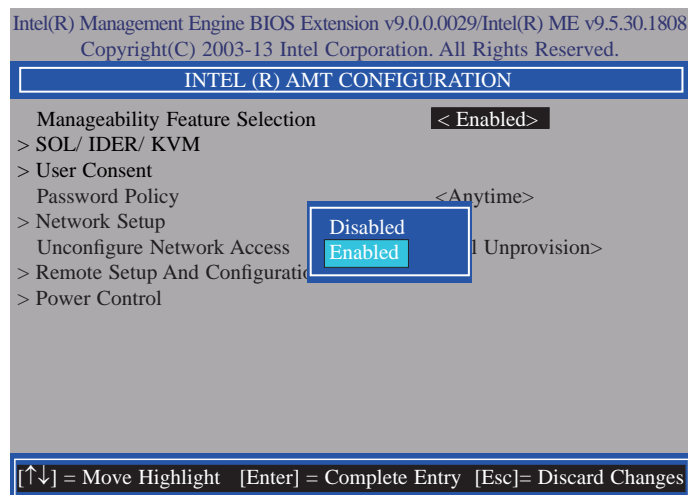 Intel(R) Management Engine BIOS Extension v9.0.0.0029/Intel(R) ME v9.5.30.1808
Copyright(C) 2003-13 Intel Corporation. All Rights Reserved.
INTEL (R) AMT CONFIGURATION
Manageability Feature Selection < Enabled>
> SOL/ IDER/ KVM
> User Consent
Password Policy <Anytime>
> Network Setup
Disabled
Unconfigure Network Access Unprovision>
Enabled
> Remote Setup And
> Power Control
[↑↓] = Move Highlight [Enter] = Complete Entry [Esc]= Discard Changes